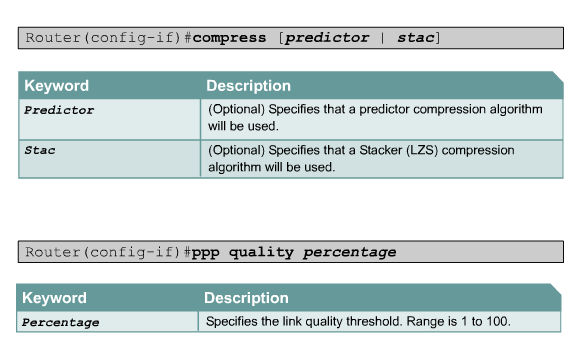 Router(config-if)#compress [predictor | stac]
Keyword Description
Predictor (Optional) Specifies that a predictor compression algorithm
will be used.
Stac (Optional) Specifies that a Stacker (LZS) compression
algorithm will be used.
Router(config-if)#ppp quality percentage
Keyword Description
Percentage Specifies the link quality threshold. Range is 1 to 100.